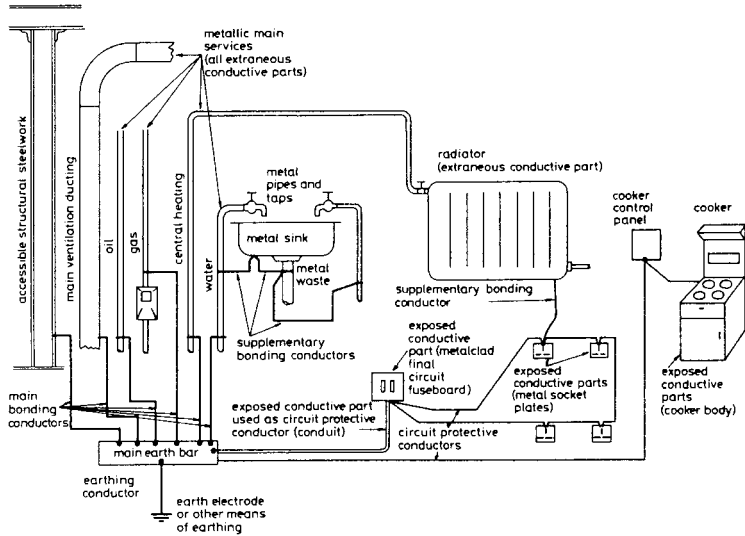 metallic main
services
(all extraneous
conductive parts)
accessible structural steelwork
main ventilation ducting
oil
gas
central heating
water
metal
pipes and
taps
metal sink
metal
waste
supplementary
bonding conductors
radiator
(extraneous conductive part)
cooker
control
panel
cooker
supplementary bonding
conductor
exposed
conductive
part (metalclad
final
circuit
fuseboard)
exposed
conductive parts
(metal socket
plates)
exposed
conductive
parts
(cooker body)
main
bonding
conductors
exposed conductive part
used as circuit protective
conductor (conduit)
circuit protective
conductors
main earth bar
earthing
conductor
earth electrode
or other means
of earthing